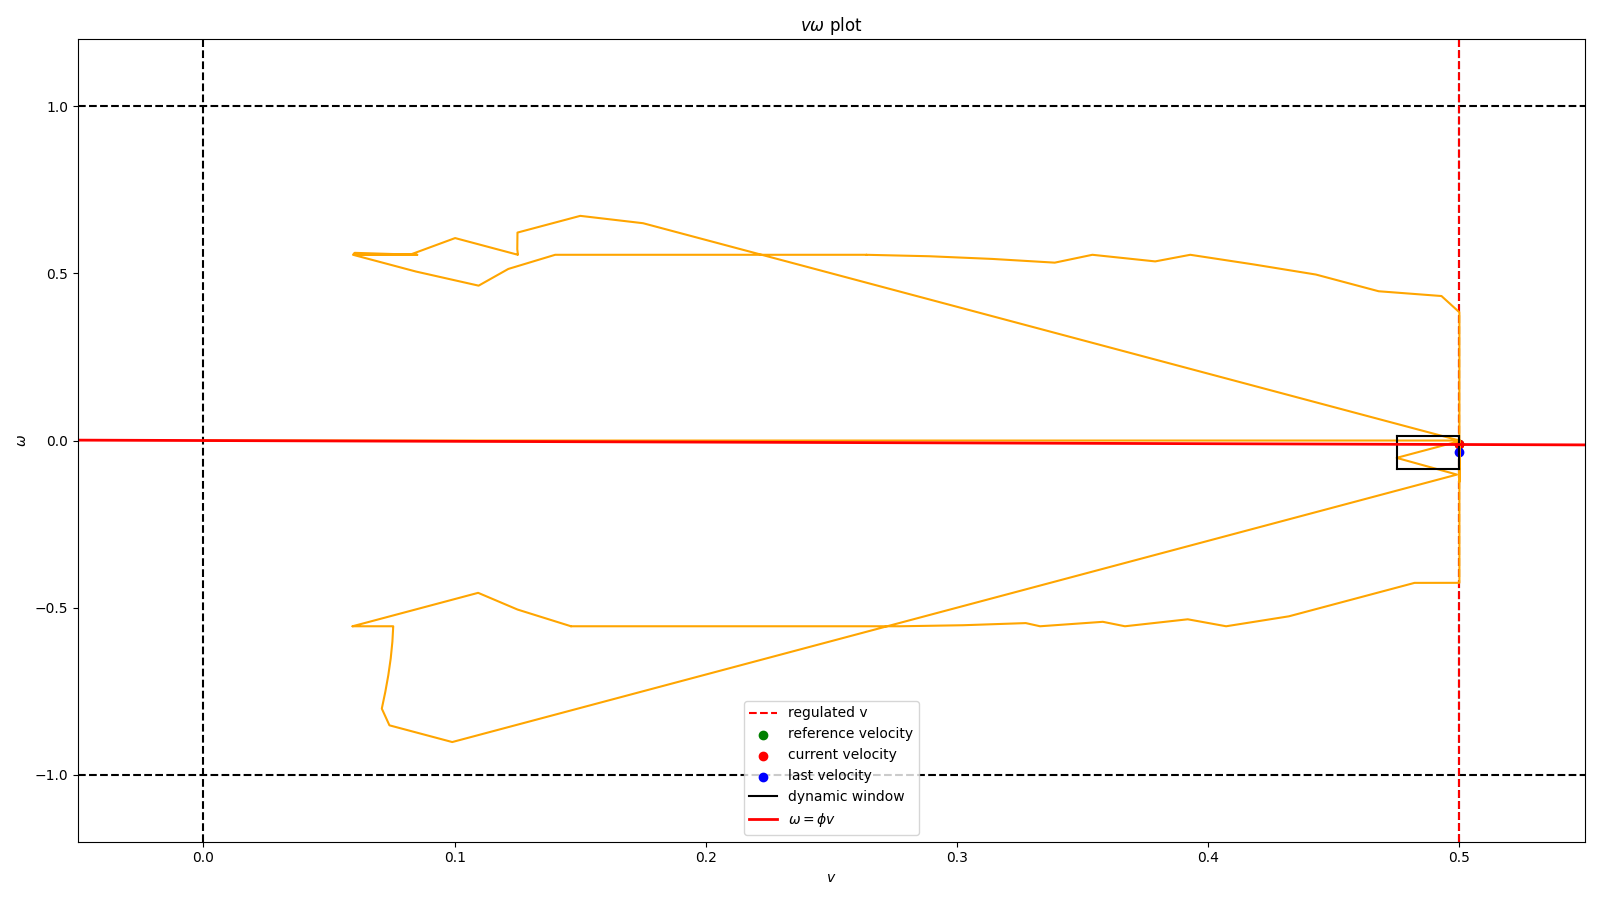 vω plot
1.0
0.5
0.0
−0.5
−1.0
ω
0.0 0.1 0.2 0.3 0.4 0.5
v
regulated v
reference velocity
current velocity
last velocity
dynamic window
ω = ϕv